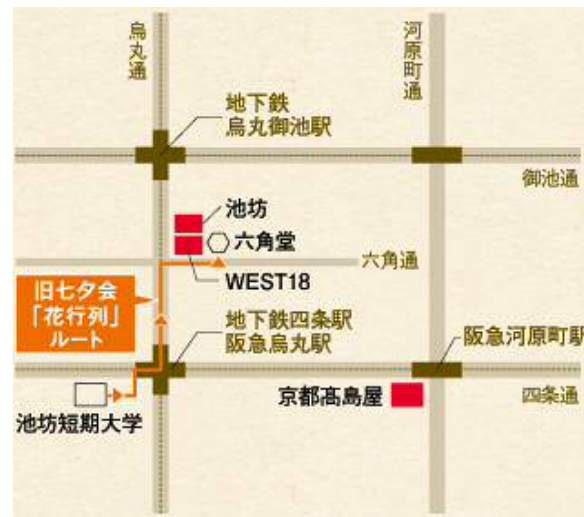 烏丸通
河原町通
地下鉄
烏丸御池駅
御池通
池坊
六角堂
六角通
WEST18
旧七夕会
「花行列」
ルート
地下鉄四条駅
阪急烏丸駅
阪急河原町駅
京都髙島屋
四条通
池坊短期大学